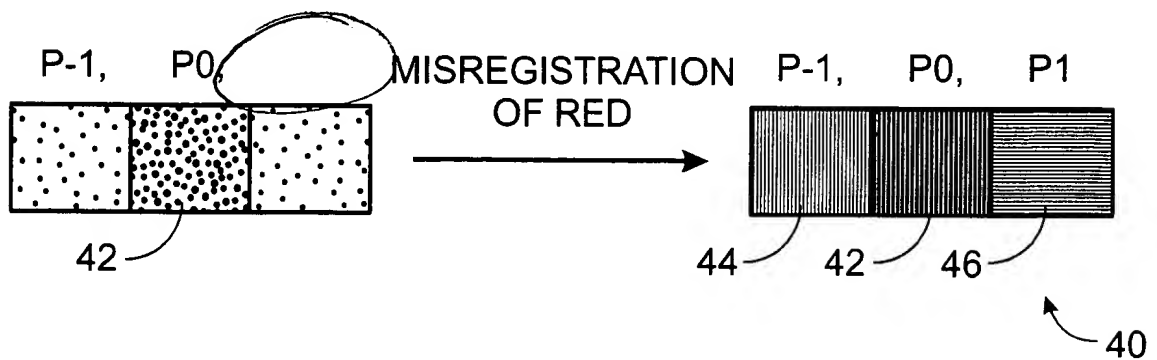 P-1, P0,
MISREGISTRATION
OF RED
P-1, P0, P1
42
44 42 46
40